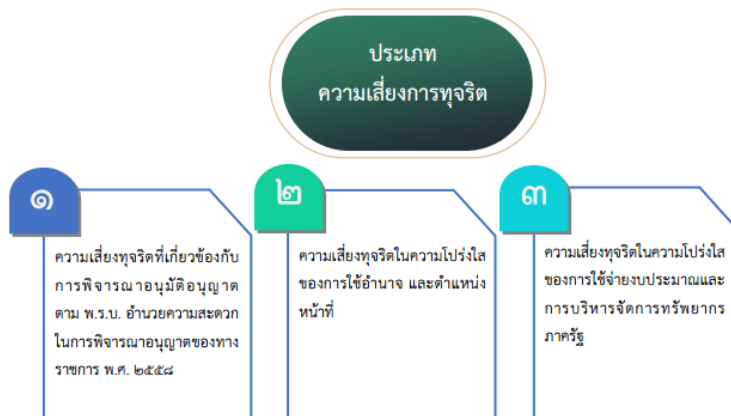 ประเภท
ความเสี่ยงการทุจริต
๑
ความเสี่ยงทุจริตที่เกี่ยวข้องกับ
การพิจารณาอนุมัติอนุญาต
ตาม พ.ร.บ. อำนวยความสะดวก
ในการพิจารณาอนุญาตของทาง
ราชการ พ.ศ. ๒๕๕๘
๒
ความเสี่ยงทุจริตในความโปร่งใส
ของการใช้อำนาจ และตำแหน่ง
หน้าที่
๓
ความเสี่ยงทุจริตในความโปร่งใส
ของการใช้จ่ายงบประมาณและ
การบริหารจัดการทรัพยากร
ภาครัฐ